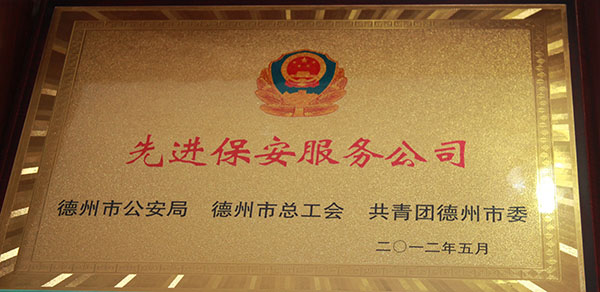 先进保安服务公司
德州市公安局 德州市总工会 共青团德州市委
二〇一二年五月